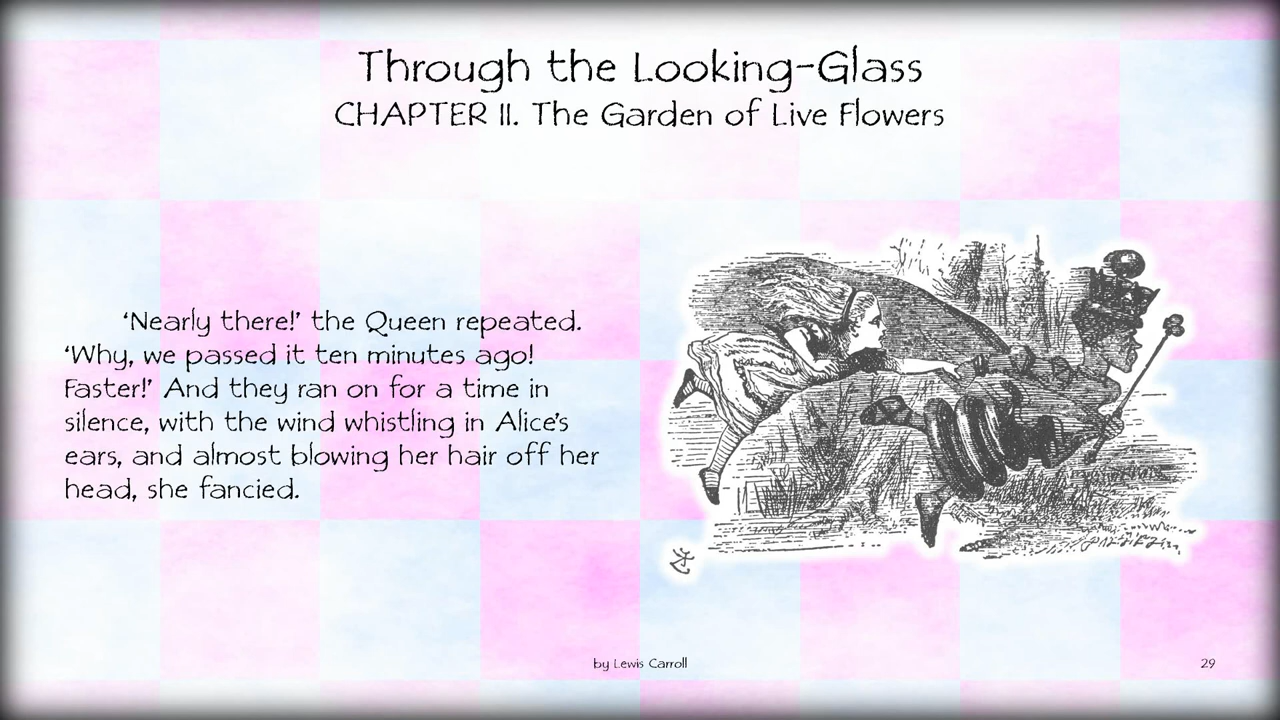 Through the Looking-Glass
CHAPTER II. The Garden of Live Flowers
‘Nearly there!’ the Queen repeated.
‘Why, we passed it ten minutes ago!
Faster!’ And they ran on for a time in
silence, with the wind whistling in Alice’s
ears, and almost blowing her hair off her
head, she fancied.
by Lewis Carroll
29